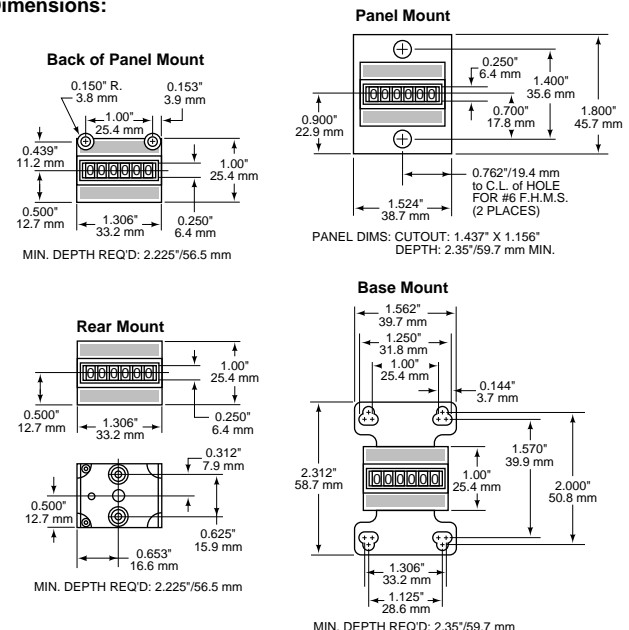 Dimensions:
Back of Panel Mount
0.150" R.
3.8 mm
0.153"
3.9 mm
1.00"
25.4 mm
0.439"
11.2 mm
1.00"
25.4 mm
000000
0.500"
12.7 mm
1.306"
33.2 mm
0.250"
6.4 mm
MIN. DEPTH REQ'D: 2.225"/56.5 mm
Panel Mount
0.250"
6.4 mm
1.400"
35.6 mm
000000
0.900"
22.9 mm
0.700"
17.8 mm
1.800"
45.7 mm
0.762"/19.4 mm
to C.L. of HOLE
FOR #6 F.H.M.S.
(2 PLACES)
1.524"
38.7 mm
PANEL DIMS: CUTOUT: 1.437" X 1.156"
DEPTH: 2.35"/59.7 mm MIN.
Rear Mount
1.00"
25.4 mm
000000
0.500"
12.7 mm
1.306"
33.2 mm
0.250"
6.4 mm
0.312"
7.9 mm
0.500"
12.7 mm
0.625"
15.9 mm
0.653"
16.6 mm
MIN. DEPTH REQ'D: 2.225"/56.5 mm
Base Mount
1.562"
39.7 mm
1.250"
31.8 mm
1.00"
25.4 mm
0.144"
3.7 mm
2.312"
58.7 mm
000000
1.00"
25.4 mm
1.570"
39.9 mm
2.000"
50.8 mm
1.306"
33.2 mm
1.125"
28.6 mm
MIN. DEPTH REQ'D: 2.35"/59.7 mm